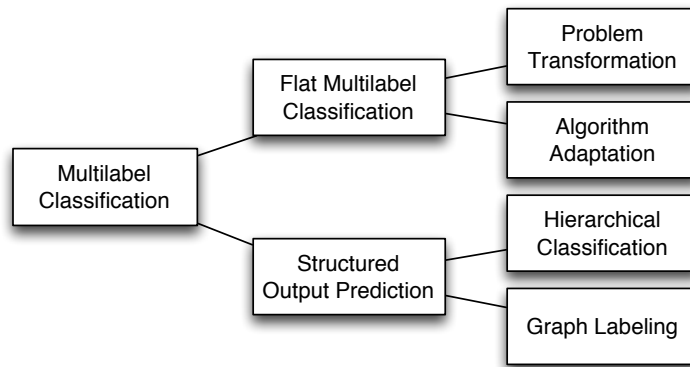 Multilabel
Classification
Flat Multilabel
Classification
Structured
Output Prediction
Problem
Transformation
Algorithm
Adaptation
Hierarchical
Classification
Graph Labeling